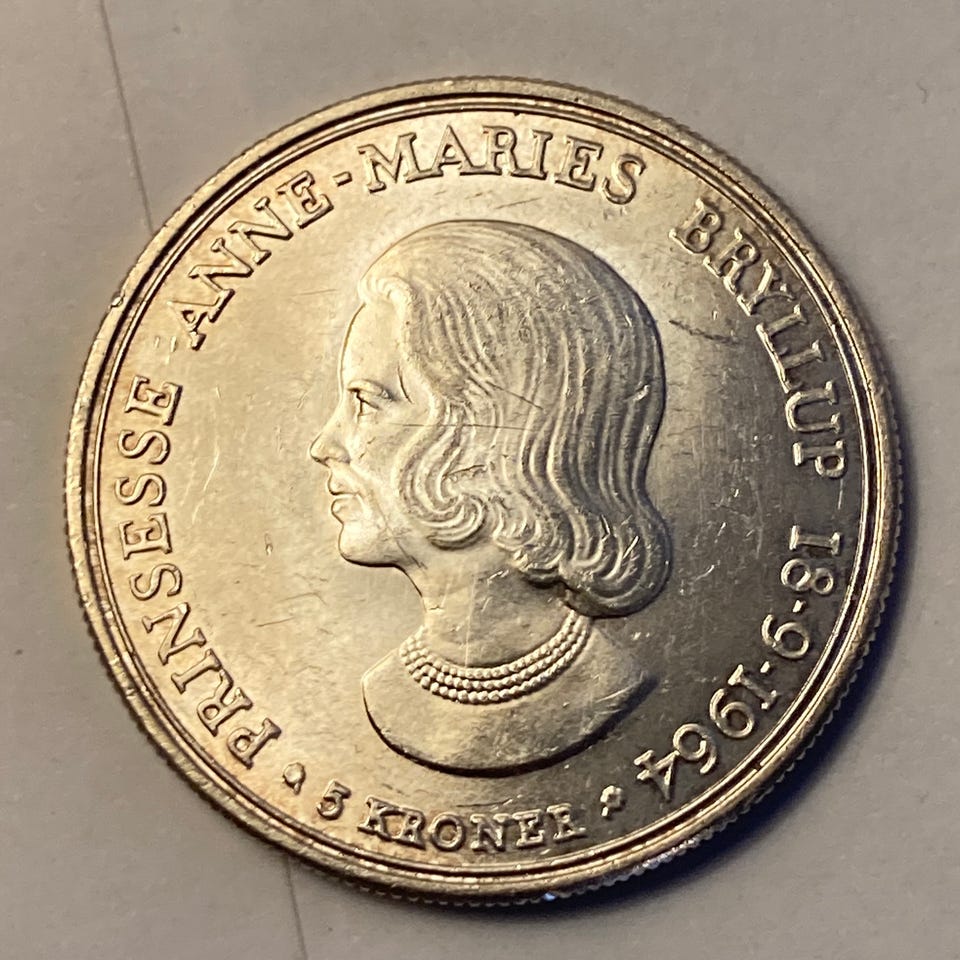 PRINSESSE ANNE-MARIES BRYLLUP 18-9-1964
5 KRONER